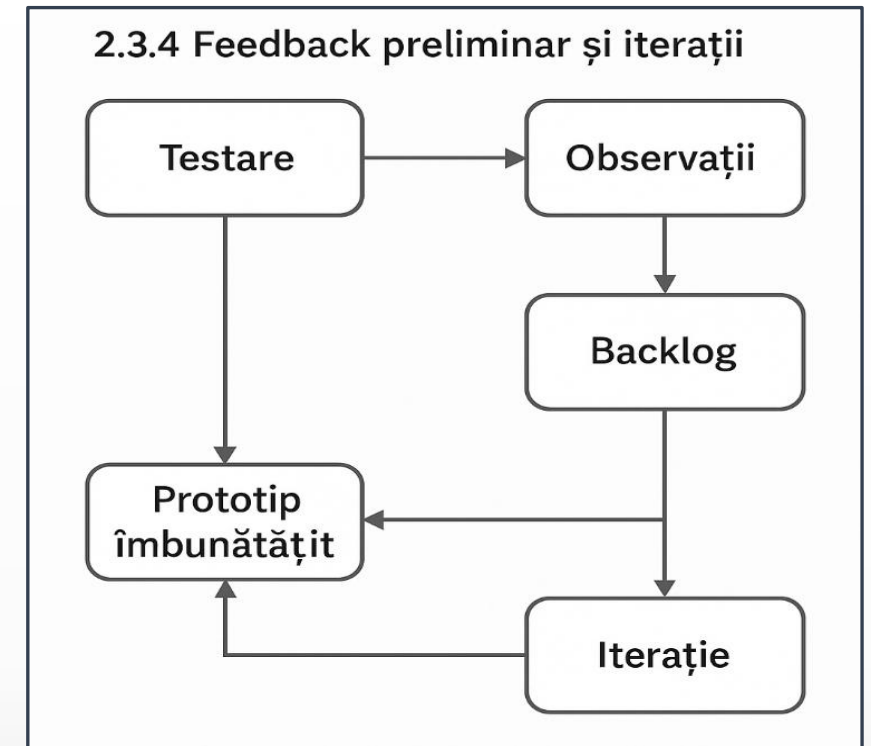 2.3.4 Feedback preliminar și iterații
Testare
Observații
Backlog
Prototip
îmbunătățit
Iterație